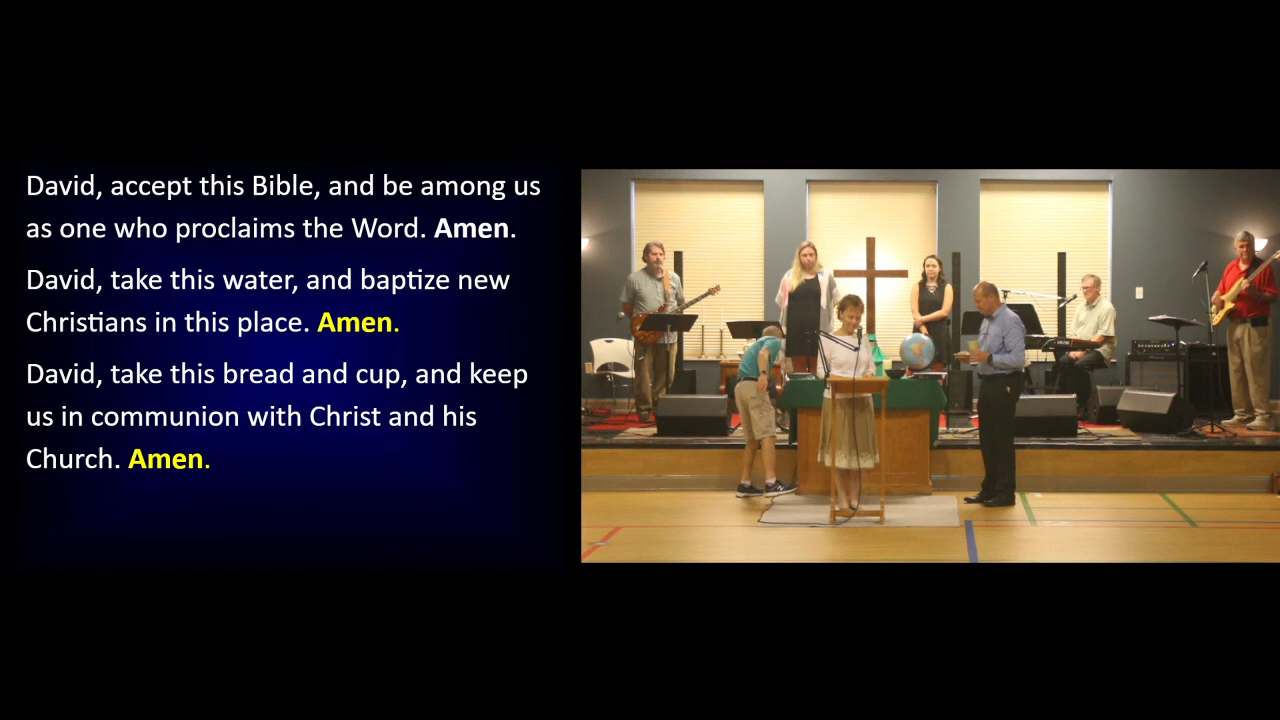 David, accept this Bible, and be among us
as one who proclaims the Word. Amen.
David, take this water, and baptize new
Christians in this place. Amen.
David, take this bread and cup, and keep
us in communion with Christ and his
Church. Amen.